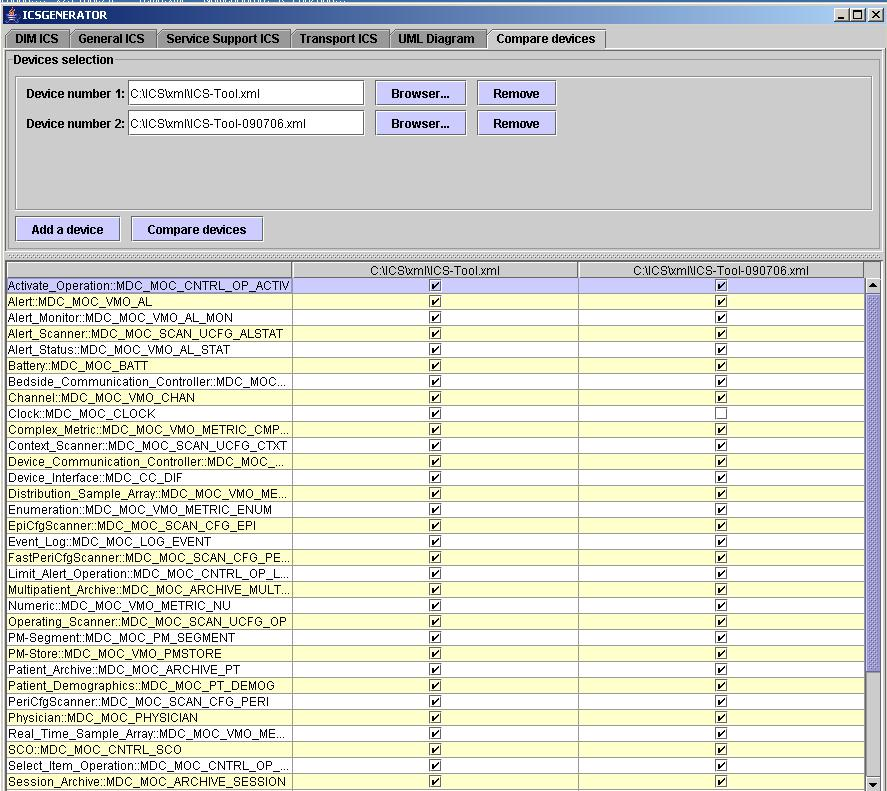 ICSGENERATOR
DIM ICS General ICS Service Support ICS Transport ICS UML Diagram Compare devices
Devices selection
Device number 1: C:\ICS\xml\ICS-Tool.xml Browser... Remove
Device number 2: C:\ICS\xml\ICS-Tool-090706.xml Browser... Remove
Add a device Compare devices
C:\ICS\xml\ICS-Tool.xml C:\ICS\xml\ICS-Tool-090706.xml
Activate_Operation::MDC_MOC_CNTRL_OP_ACTIV
Alert::MDC_MOC_VMO_AL
Alert_Monitor::MDC_MOC_VMO_AL_MON
Alert_Scanner::MDC_MOC_SCAN_UCFG_ALSTAT
Alert_Status::MDC_MOC_VMO_AL_STAT
Battery::MDC_MOC_BATT
Bedside_Communication_Controller::MDC_MOC...
Channel::MDC_MOC_VMO_CHAN
Clock::MDC_MOC_CLOCK
Complex_Metric::MDC_MOC_VMO_METRIC_CMP...
Context_Scanner::MDC_MOC_SCAN_UCFG_CTXT
Device_Communication_Controller::MDC_MOC_...
Device_Interface::MDC_CC_DIF
Distribution_Sample_Array::MDC_MOC_VMO_ME...
Enumeration::MDC_MOC_VMO_METRIC_ENUM
EpiCfgScanner::MDC_MOC_SCAN_CFG_EPI
Event_Log::MDC_MOC_LOG_EVENT
FastPeriCfgScanner::MDC_MOC_SCAN_CFG_PE...
Limit_Alert_Operation::MDC_MOC_CNTRL_OP_L...
Multipatient_Archive::MDC_MOC_ARCHIVE_MULT...
Numeric::MDC_MOC_VMO_METRIC_NU
Operating_Scanner::MDC_MOC_SCAN_UCFG_OP
PM-Segment::MDC_MOC_PM_SEGMENT
PM-Store::MDC_MOC_VMO_PMSTORE
Patient_Archive::MDC_MOC_ARCHIVE_PT
Patient_Demographics::MDC_MOC_PT_DEMOG
PeriCfgScanner::MDC_MOC_SCAN_CFG_PERI
Physician::MDC_MOC_PHYSICIAN
Real_Time_Sample_Array::MDC_MOC_VMO_ME...
SCO::MDC_MOC_CNTRL_SCO
Select_Item_Operation::MDC_MOC_CNTRL_OP_...
Session_Archive::MDC_MOC_ARCHIVE_SESSION